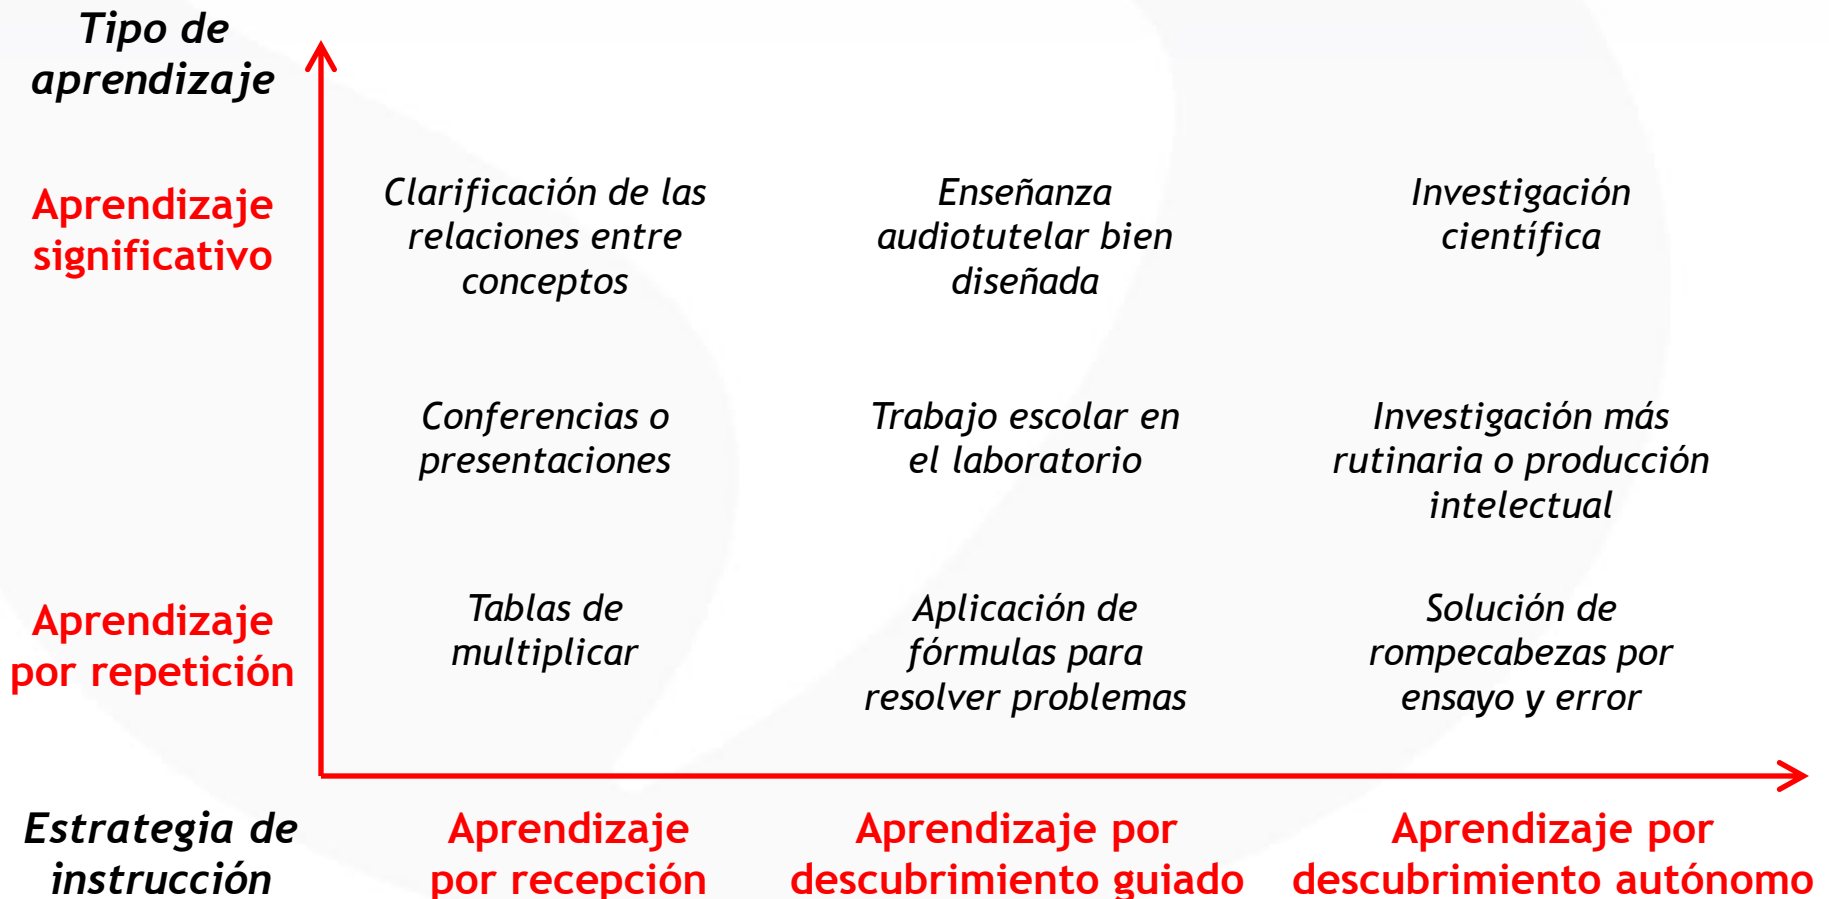 Tipo de
aprendizaje
Aprendizaje
significativo
Clarificación de las
relaciones entre
conceptos
Enseñanza
audiotutelar bien
diseñada
Investigación
científica
Conferencias o
presentaciones
Trabajo escolar en
el laboratorio
Investigación más
rutinaria o producción
intelectual
Aprendizaje
por repetición
Tablas de
multiplicar
Aplicación de
fórmulas para
resolver problemas
Solución de
rompecabezas por
ensayo y error
Estrategia de
instrucción
Aprendizaje
por recepción
Aprendizaje por
descubrimiento guiado
Aprendizaje por
descubrimiento autónomo